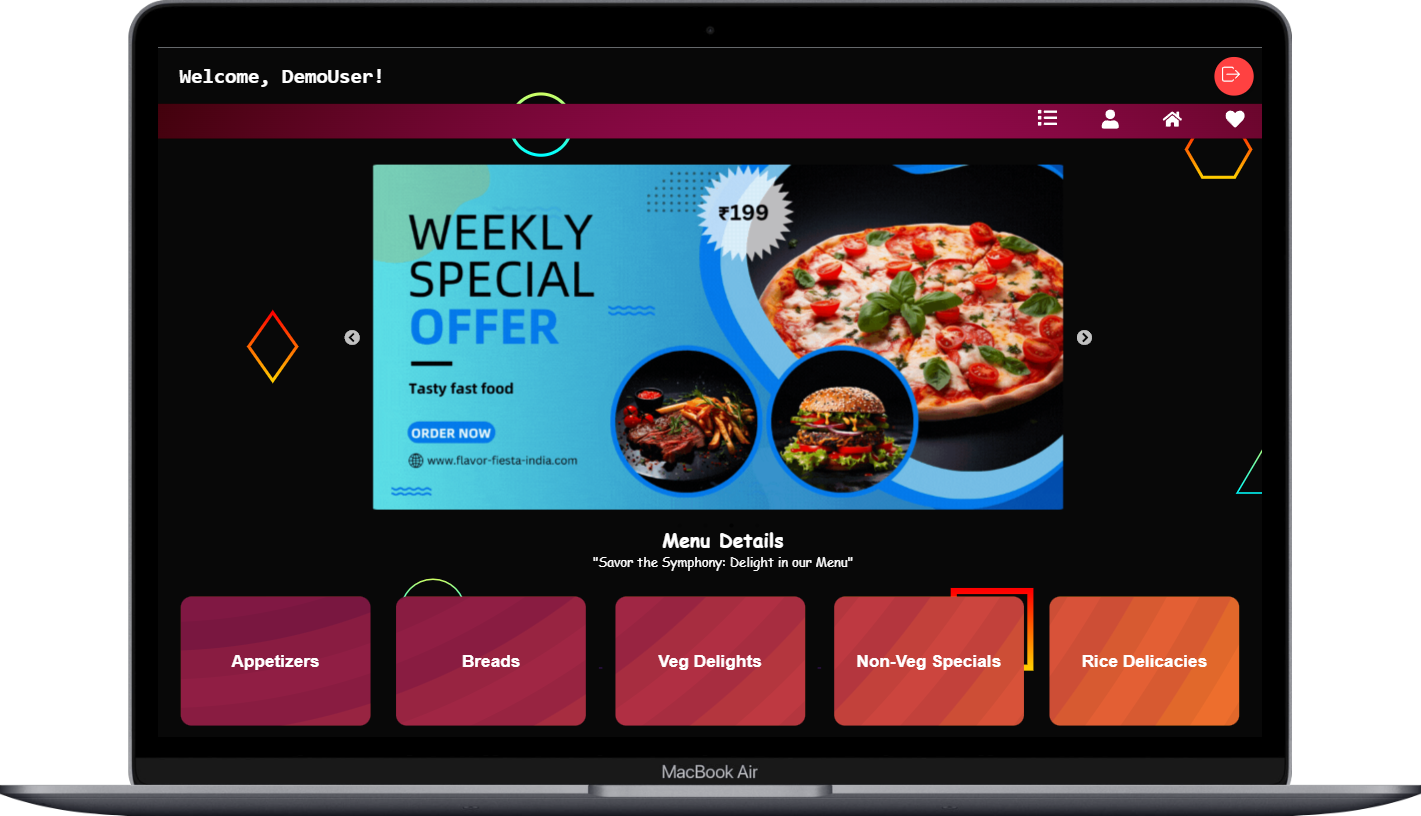 Welcome, DemoUser!
₹199
WEEKLY
SPECIAL
OFFER
Tasty fast food
ORDER NOW
www.flavor-fiesta-india.com
Menu Details
"Savor the Symphony: Delight in our Menu"
Appetizers
Breads
Veg Delights
Non-Veg Specials
Rice Delicacies
MacBook Air